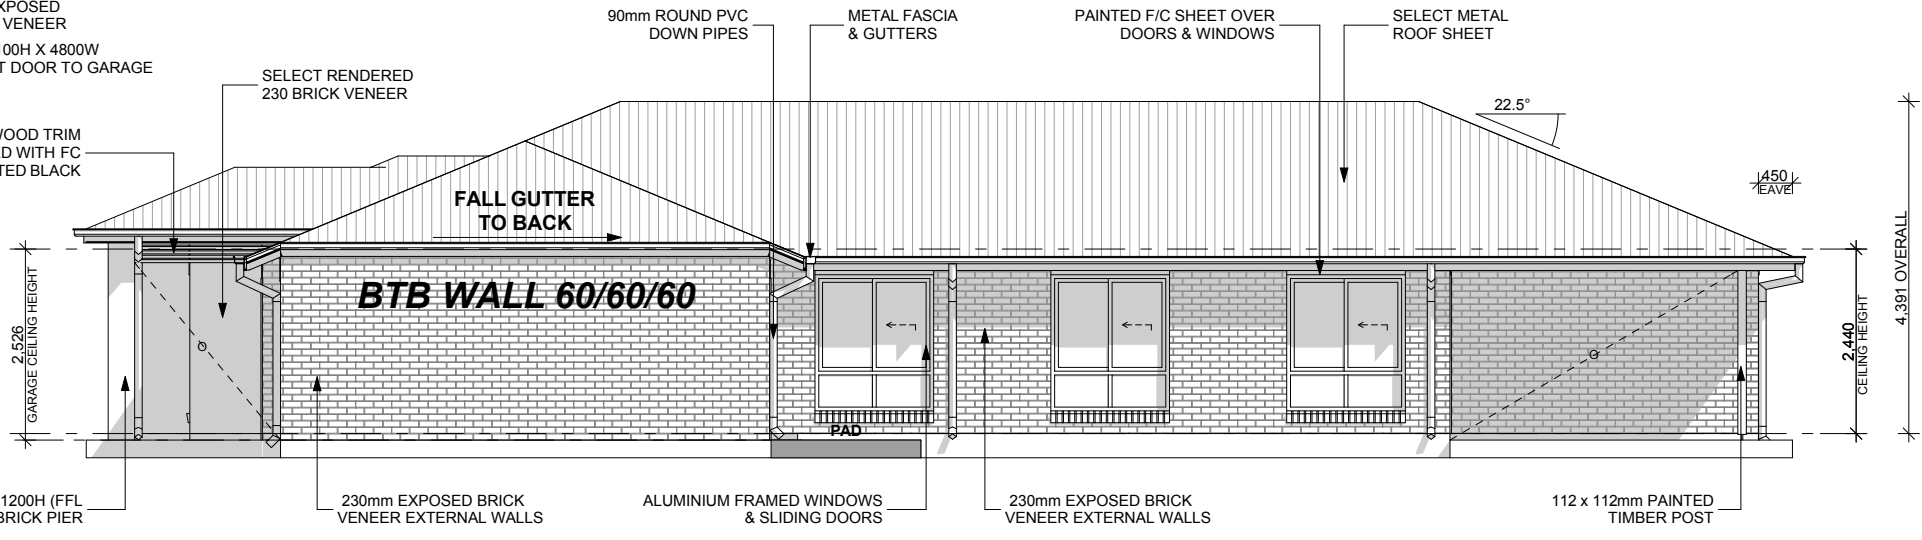 EXPOSED
VENEER
00H X 4800W
T DOOR TO GARAGE
SELECT RENDERED
230 BRICK VENEER
WOOD TRIM
ED WITH FC
TED BLACK
90mm ROUND PVC
DOWN PIPES
METAL FASCIA
& GUTTERS
PAINTED F/C SHEET OVER
DOORS & WINDOWS
SELECT METAL
ROOF SHEET
22.5°
450
EAVE
FALL GUTTER
TO BACK
BTB WALL 60/60/60
2,526
GARAGE CEILING HEIGHT
2,440
CEILING HEIGHT
4,391 OVERALL
PAD
1200H (FFL
BRICK PIER
230mm EXPOSED BRICK
VENEER EXTERNAL WALLS
ALUMINIUM FRAMED WINDOWS
& SLIDING DOORS
230mm EXPOSED BRICK
VENEER EXTERNAL WALLS
112 x 112mm PAINTED
TIMBER POST